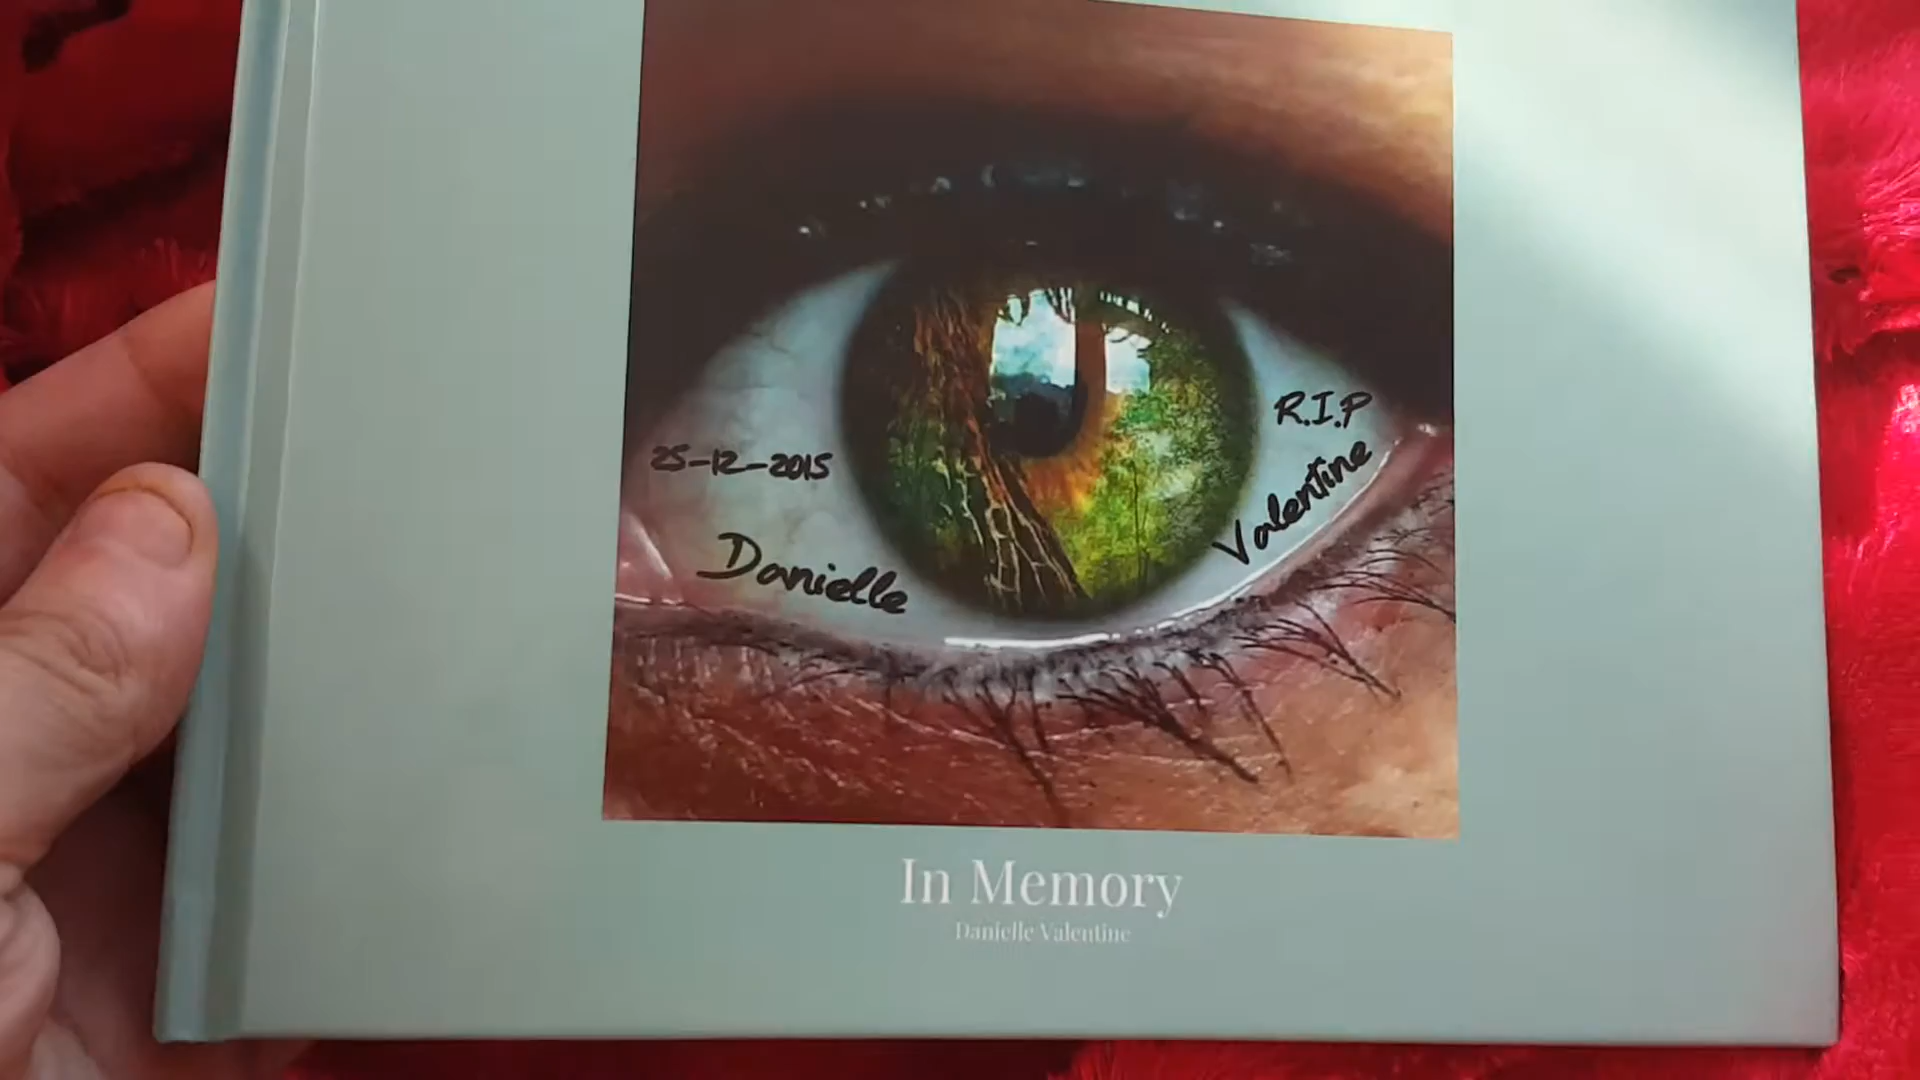 R.I.P
25-12-2015
Valentine
Danielle
In Memory
Danielle Valentine